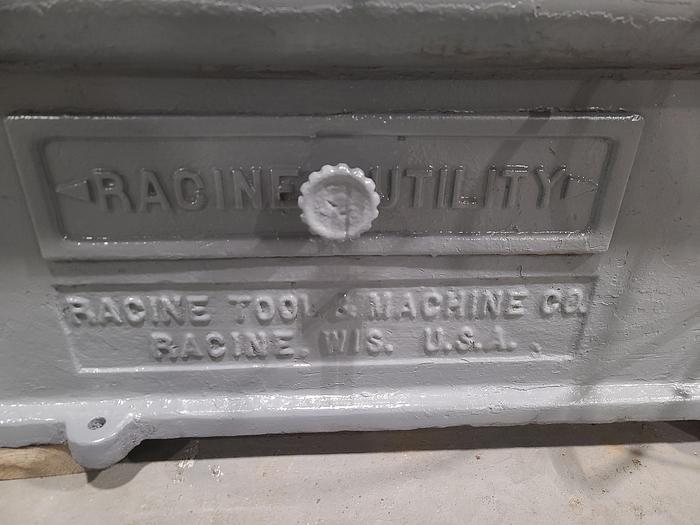 RACINE UTILITY
RACINE TOOL & MACHINE CO.
RACINE, WIS. U.S.A.